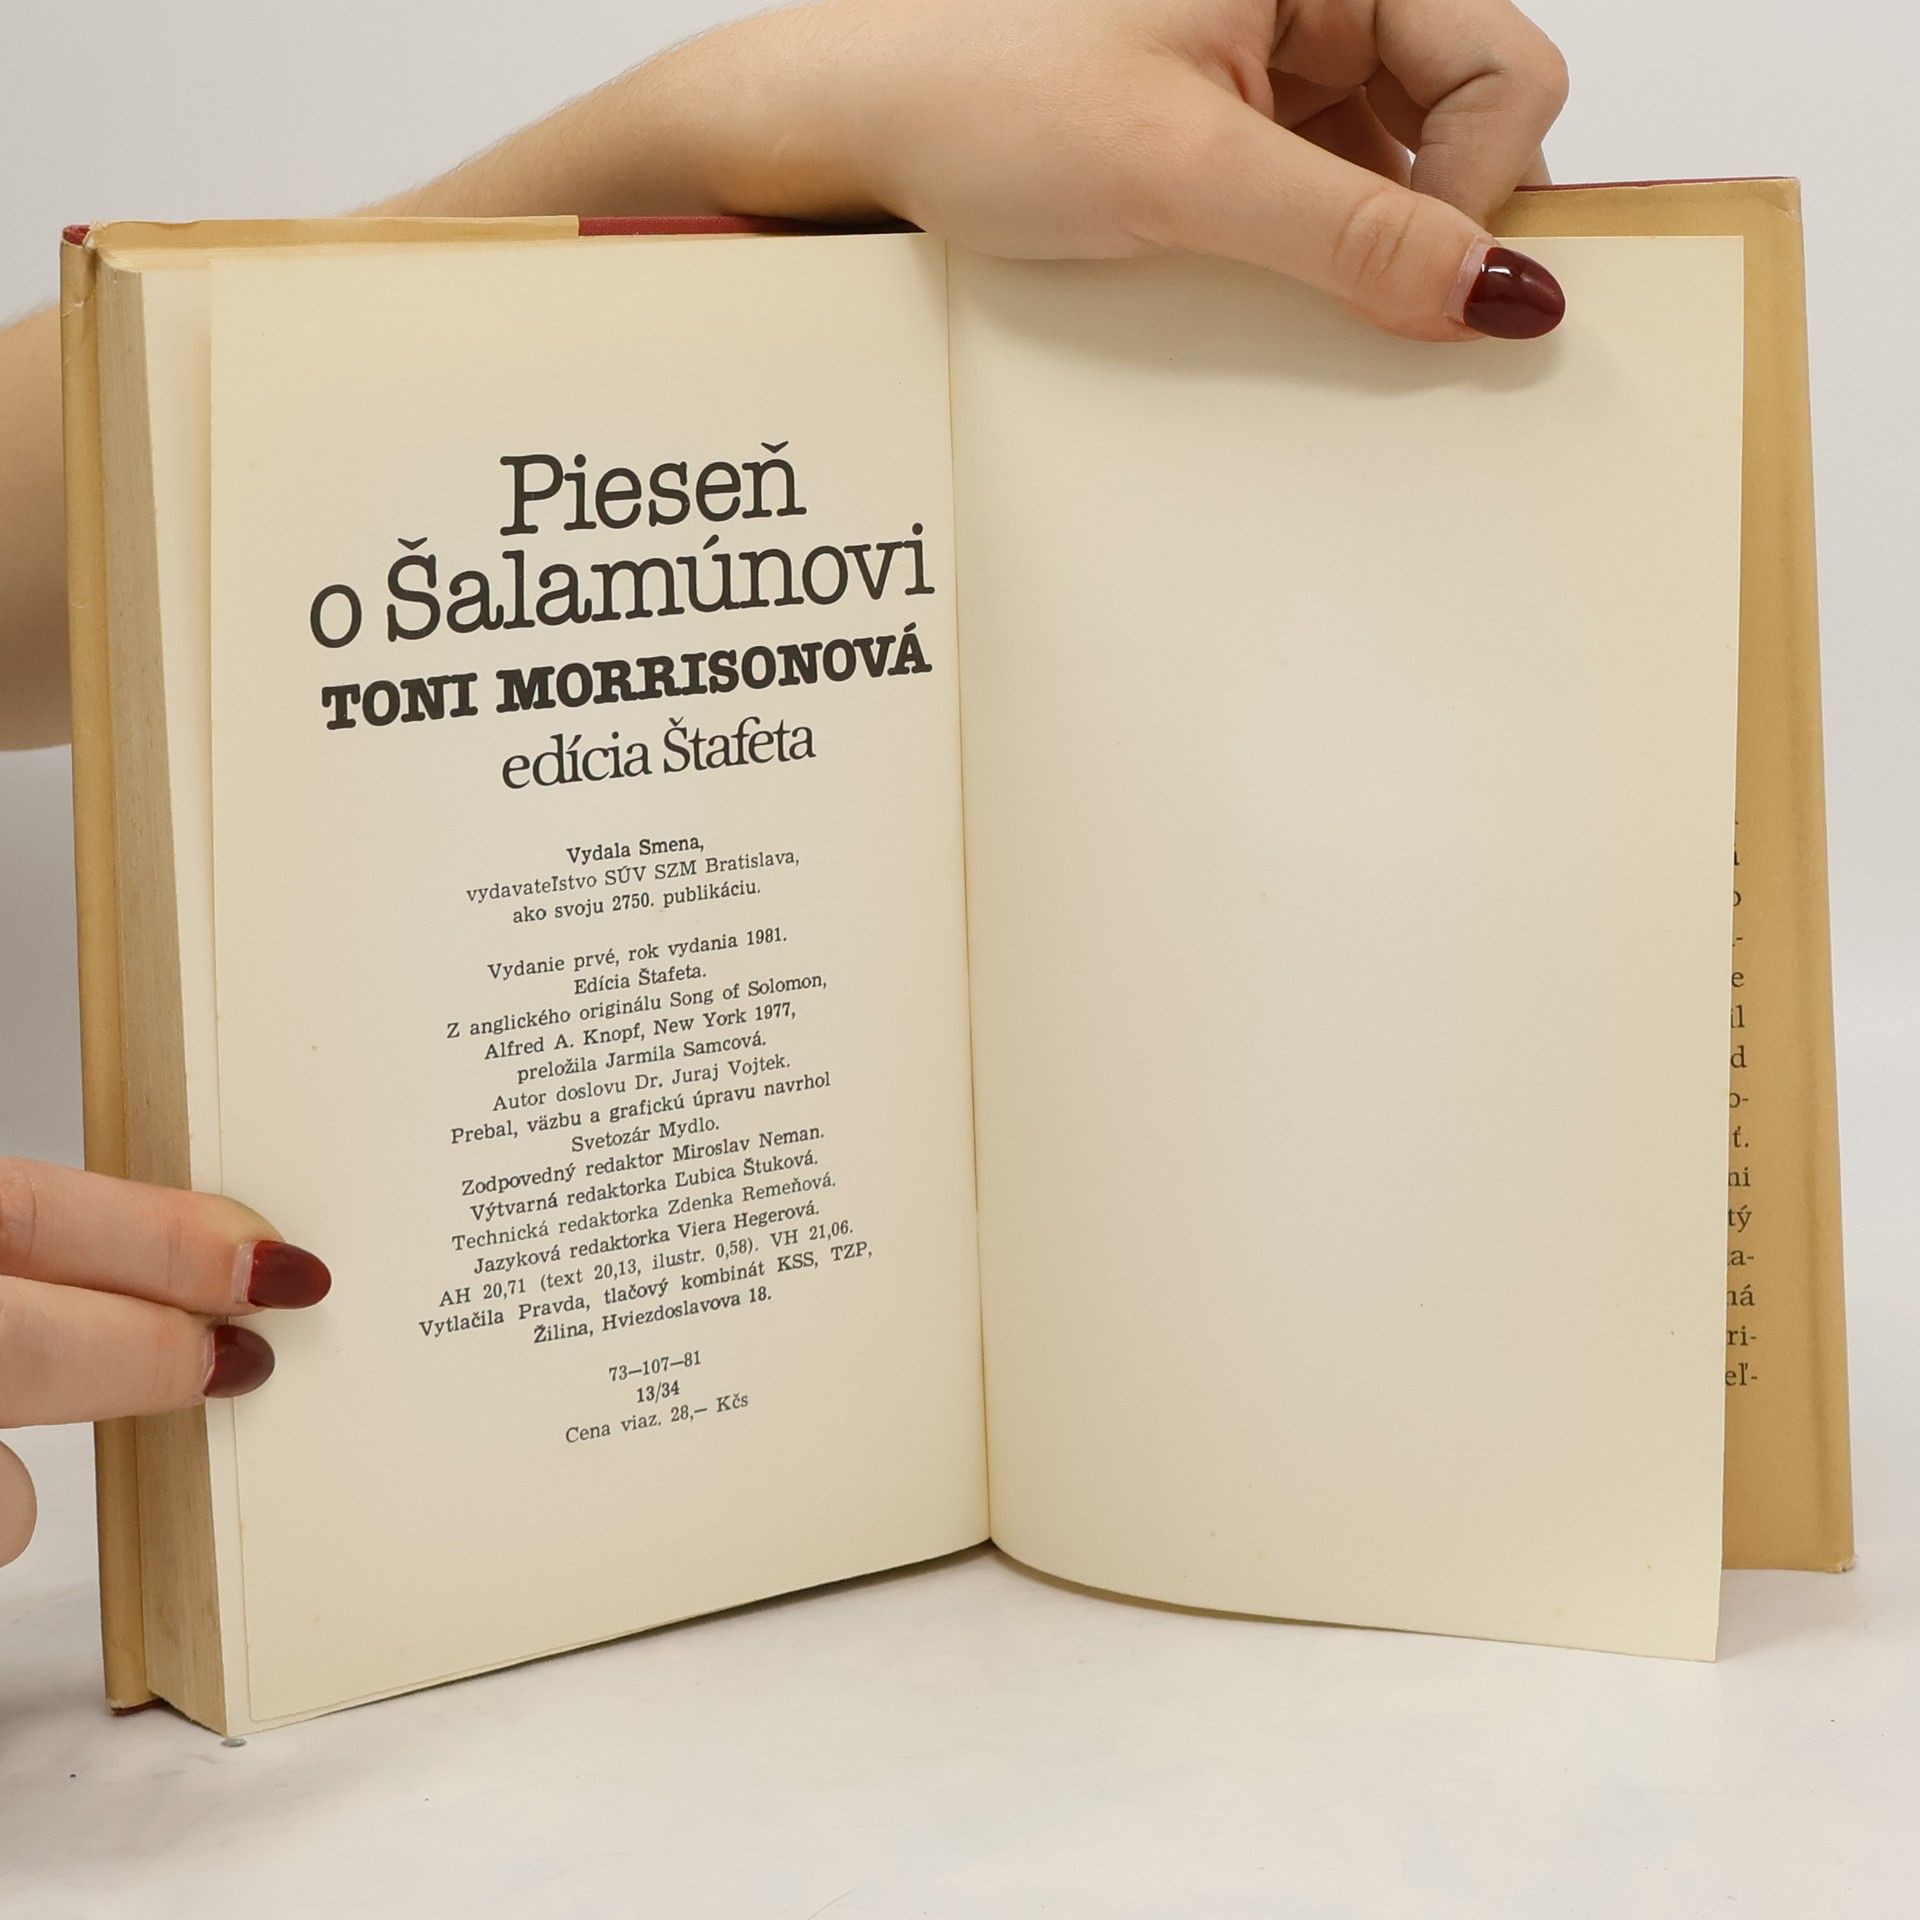 Pieseň
o Šalamúnovi
TONI MORRISONOVÁ
edícia Štafeta
Vydala Smena,
vydavateľstvo SÚV SZM Bratislava,
ako svoju 2750. publikáciu.
Vydanie prvé, rok vydania 1981.
Edícia Štafeta.
Z anglického originálu Song of Solomon,
Alfred A. Knopf, New York 1977,
preložila Jarmila Samcová.
Autor doslovu Dr. Juraj Vojtek.
Prebal, väzbu a grafickú úpravu navrhol
Svetozár Mydlo.
Zodpovedný redaktor Miroslav Neman.
Výtvarná redaktorka Ľubica Štuková.
Technická redaktorka Zdenka Remeňová.
Jazyková redaktorka Viera Hegerová.
AH 20,71 (text 20,13, ilustr. 0,58). VH 21,06.
Vytlačila Pravda, tlačový kombinát KSS, TZP,
Žilina, Hviezdoslavova 18.
73—107—81
13/34
Cena viaz. 28,— Kčs